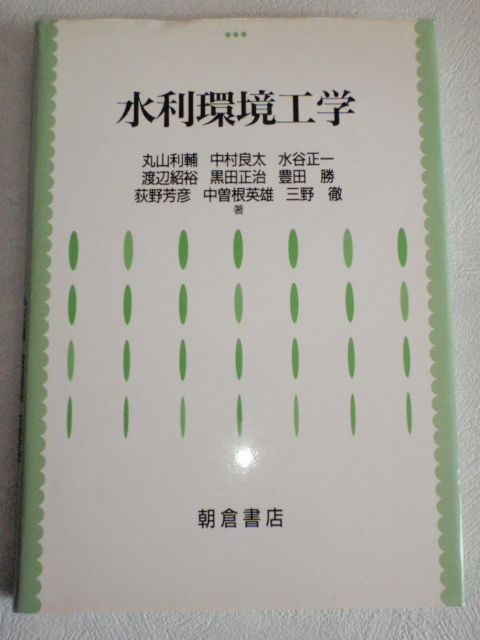 水利環境工学
丸山利輔 中村良太 水谷正一
渡辺紹裕 黒田正治 豊田 勝
荻野芳彦 中曽根英雄 三野 徹
著
朝倉書店